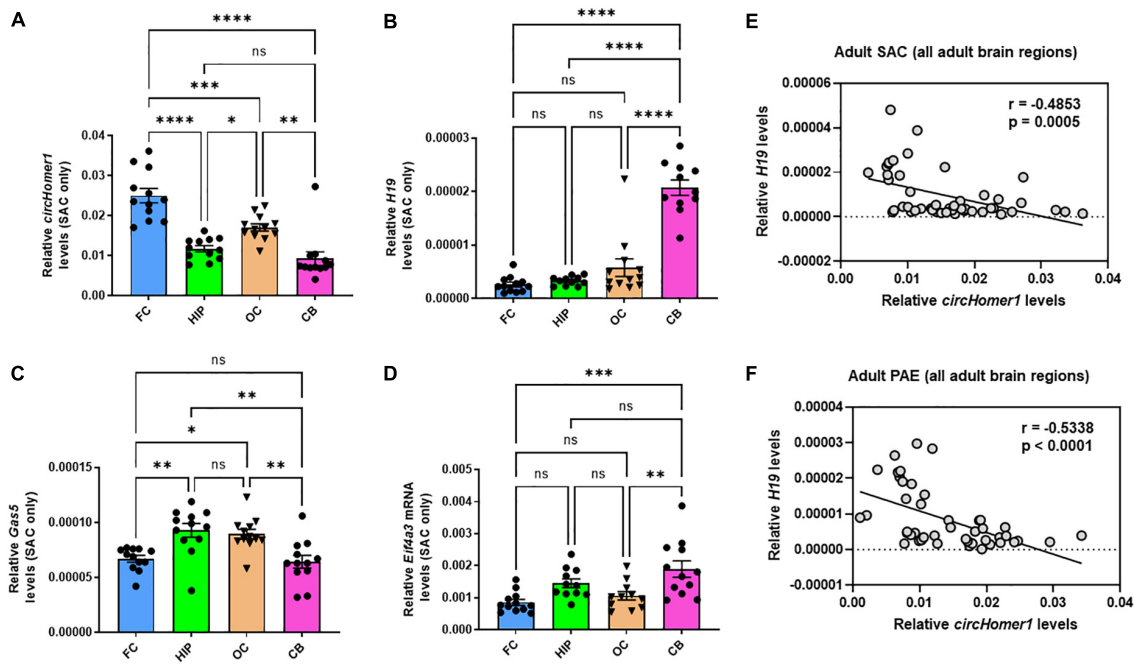 A
****
ns
***
**** * **
Relative circHomer1
levels (SAC only)
0.04
0.03
0.02
0.01
0.00
FC HIP OC CB
B
****
****
ns
ns ns ****
Relative H19
levels (SAC only)
0.00003
0.00002
0.00001
0.00000
FC HIP OC CB
E
Adult SAC (all adult brain regions)
r = -0.4853
p = 0.0005
Relative H19 levels
0.00006
0.00004
0.00002
0.00000
-0.00002
0.00 0.01 0.02 0.03 0.04
Relative circHomer1 levels
C
ns
**
*
** ns **
Relative Gas5
levels (SAC only)
0.00015
0.00010
0.00005
0.00000
FC HIP OC CB
D
***
ns
ns
ns ns **
Relative Eif4a3 mRNA
levels (SAC only)
0.005
0.004
0.003
0.002
0.001
0.000
FC HIP OC CB
F
Adult PAE (all adult brain regions)
r = -0.5338
p < 0.0001
Relative H19 levels
0.00004
0.00003
0.00002
0.00001
0.00000
-0.00001
0.00 0.01 0.02 0.03 0.04
Relative circHomer1 levels